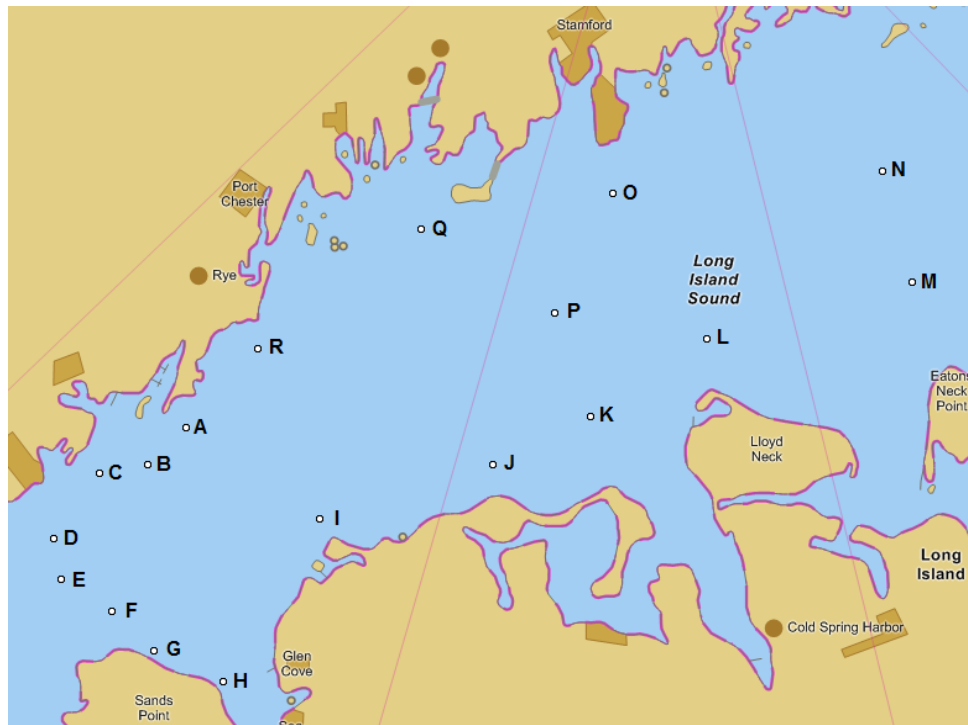 Stamford
Port
Chester
N
O
Q
Rye
Long
Island
Sound
M
P
R
L
Eatons
Neck
Point
K
A
Lloyd
Neck
B
J
C
I
D
Long
Island
E
F
Cold Spring Harbor
G
Glen
Cove
H
Sands
Point